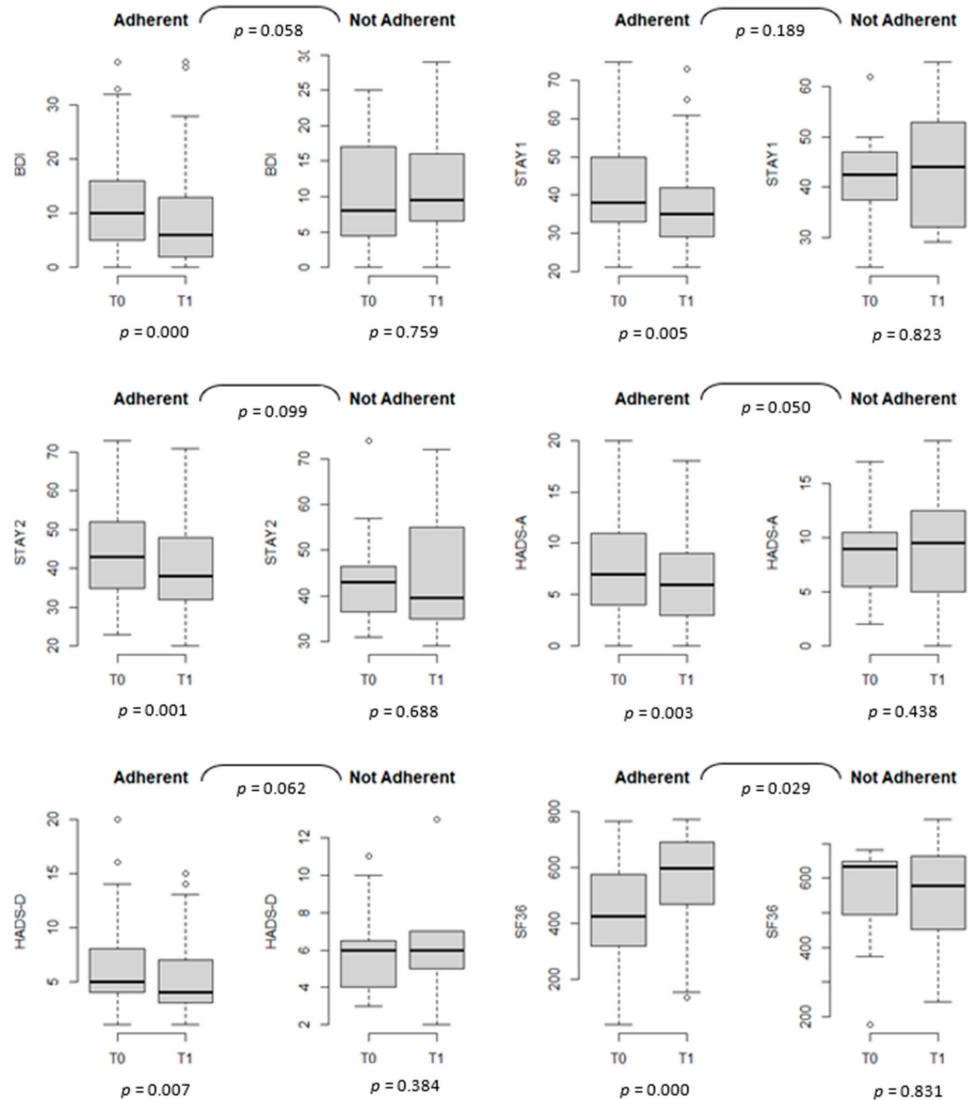 Adherent Not Adherent Adherent Not Adherent
p = 0.058 p = 0.189
BDI 0 10 20 30 T0 T1
BDI 0 5 10 15 20 25 T0 T1
STAY1 20 30 40 50 60 70 T0 T1
STAY1 30 40 50 60 T0 T1
p = 0.000 p = 0.759 p = 0.005 p = 0.823
Adherent Not Adherent Adherent Not Adherent
p = 0.099 p = 0.050
STAY2 20 30 40 50 60 70 T0 T1
STAY2 30 40 50 60 70 T0 T1
HADS-A 0 5 10 15 20 T0 T1
HADS-A 0 5 10 15 T0 T1
p = 0.001 p = 0.688 p = 0.003 p = 0.438
Adherent Not Adherent Adherent Not Adherent
p = 0.062 p = 0.029
HADS-D 5 10 15 20 T0 T1
HADS-D 2 4 6 8 10 12 T0 T1
SF36 200 400 600 800 T0 T1
SF36 200 400 600 T0 T1
p = 0.007 p = 0.384 p = 0.000 p = 0.831